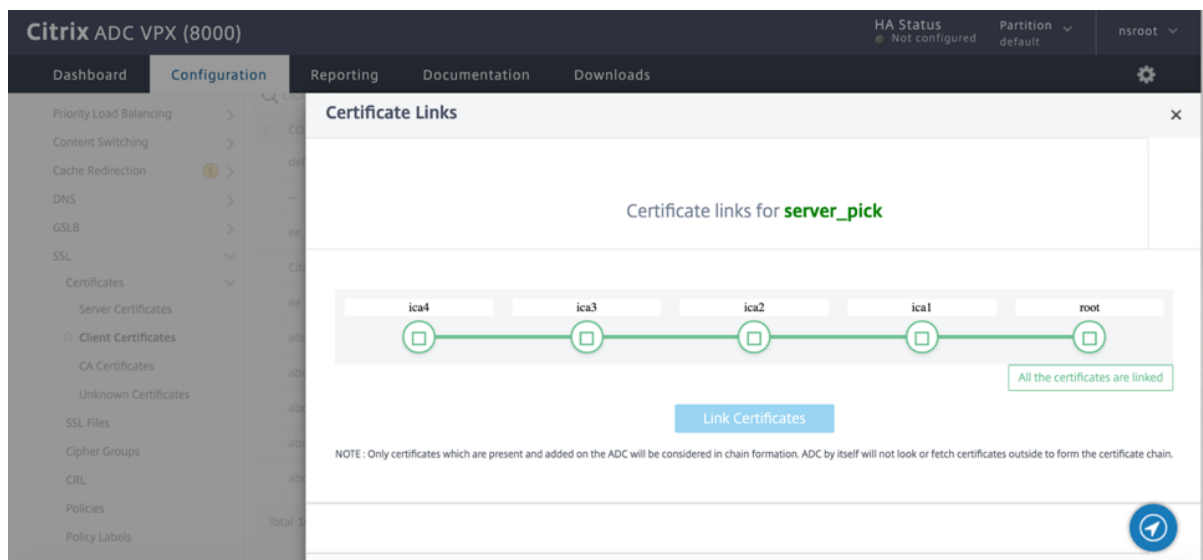 Citrix ADC VPX (8000)
HA Status
Not configured
Partition
default
nsroot
Dashboard
Configuration
Reporting
Documentation
Downloads
Priority Load Balancing
Content Switching
Cache Redirection
DNS
GSLB
SSL
Certificates
Server Certificates
Client Certificates
CA Certificates
Unknown Certificates
SSL Files
Cipher Groups
CRL
Policies
Policy Labels
Total
Certificate Links
Certificate links for server_pick
ica4 ica3 ica2 ica1 root
All the certificates are linked
Link Certificates
NOTE : Only certificates which are present and added on the ADC will be considered in chain formation. ADC by itself will not look or fetch certificates outside to form the certificate chain.